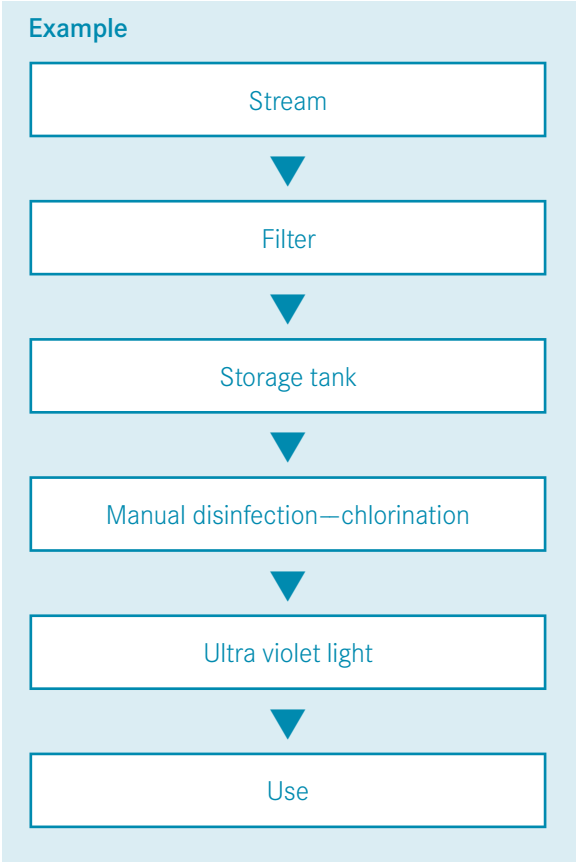 Example
Stream
Filter
Storage tank
Manual disinfection—chlorination
Ultra violet light
Use